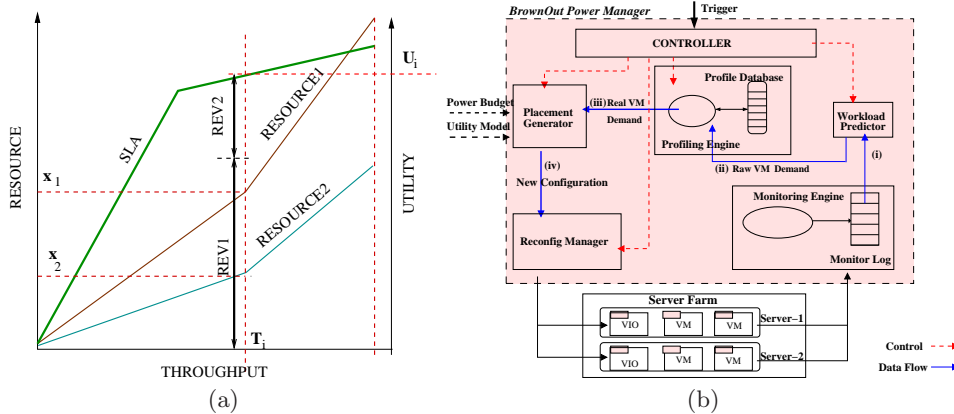 RESOURCE
x1
x2
SLA
REV2
REV1
RESOURCE1
RESOURCE2
Ui
UTILITY
Ti
THROUGHPUT
(a)
BrownOut Power Manager
Trigger
CONTROLLER
Power Budget
Utility Model
Placement
Generator
(iii)Real VM
Demand
Profile Database
Profiling Engine
Workload
Predictor
(i)
(ii) Raw VM Demand
(iv)
New Configuration
Reconfig Manager
Monitoring Engine
Monitor Log
Server Farm
VIO
VM
VM
Server–1
VIO
VM
VM
Server–2
Control
Data Flow
(b)